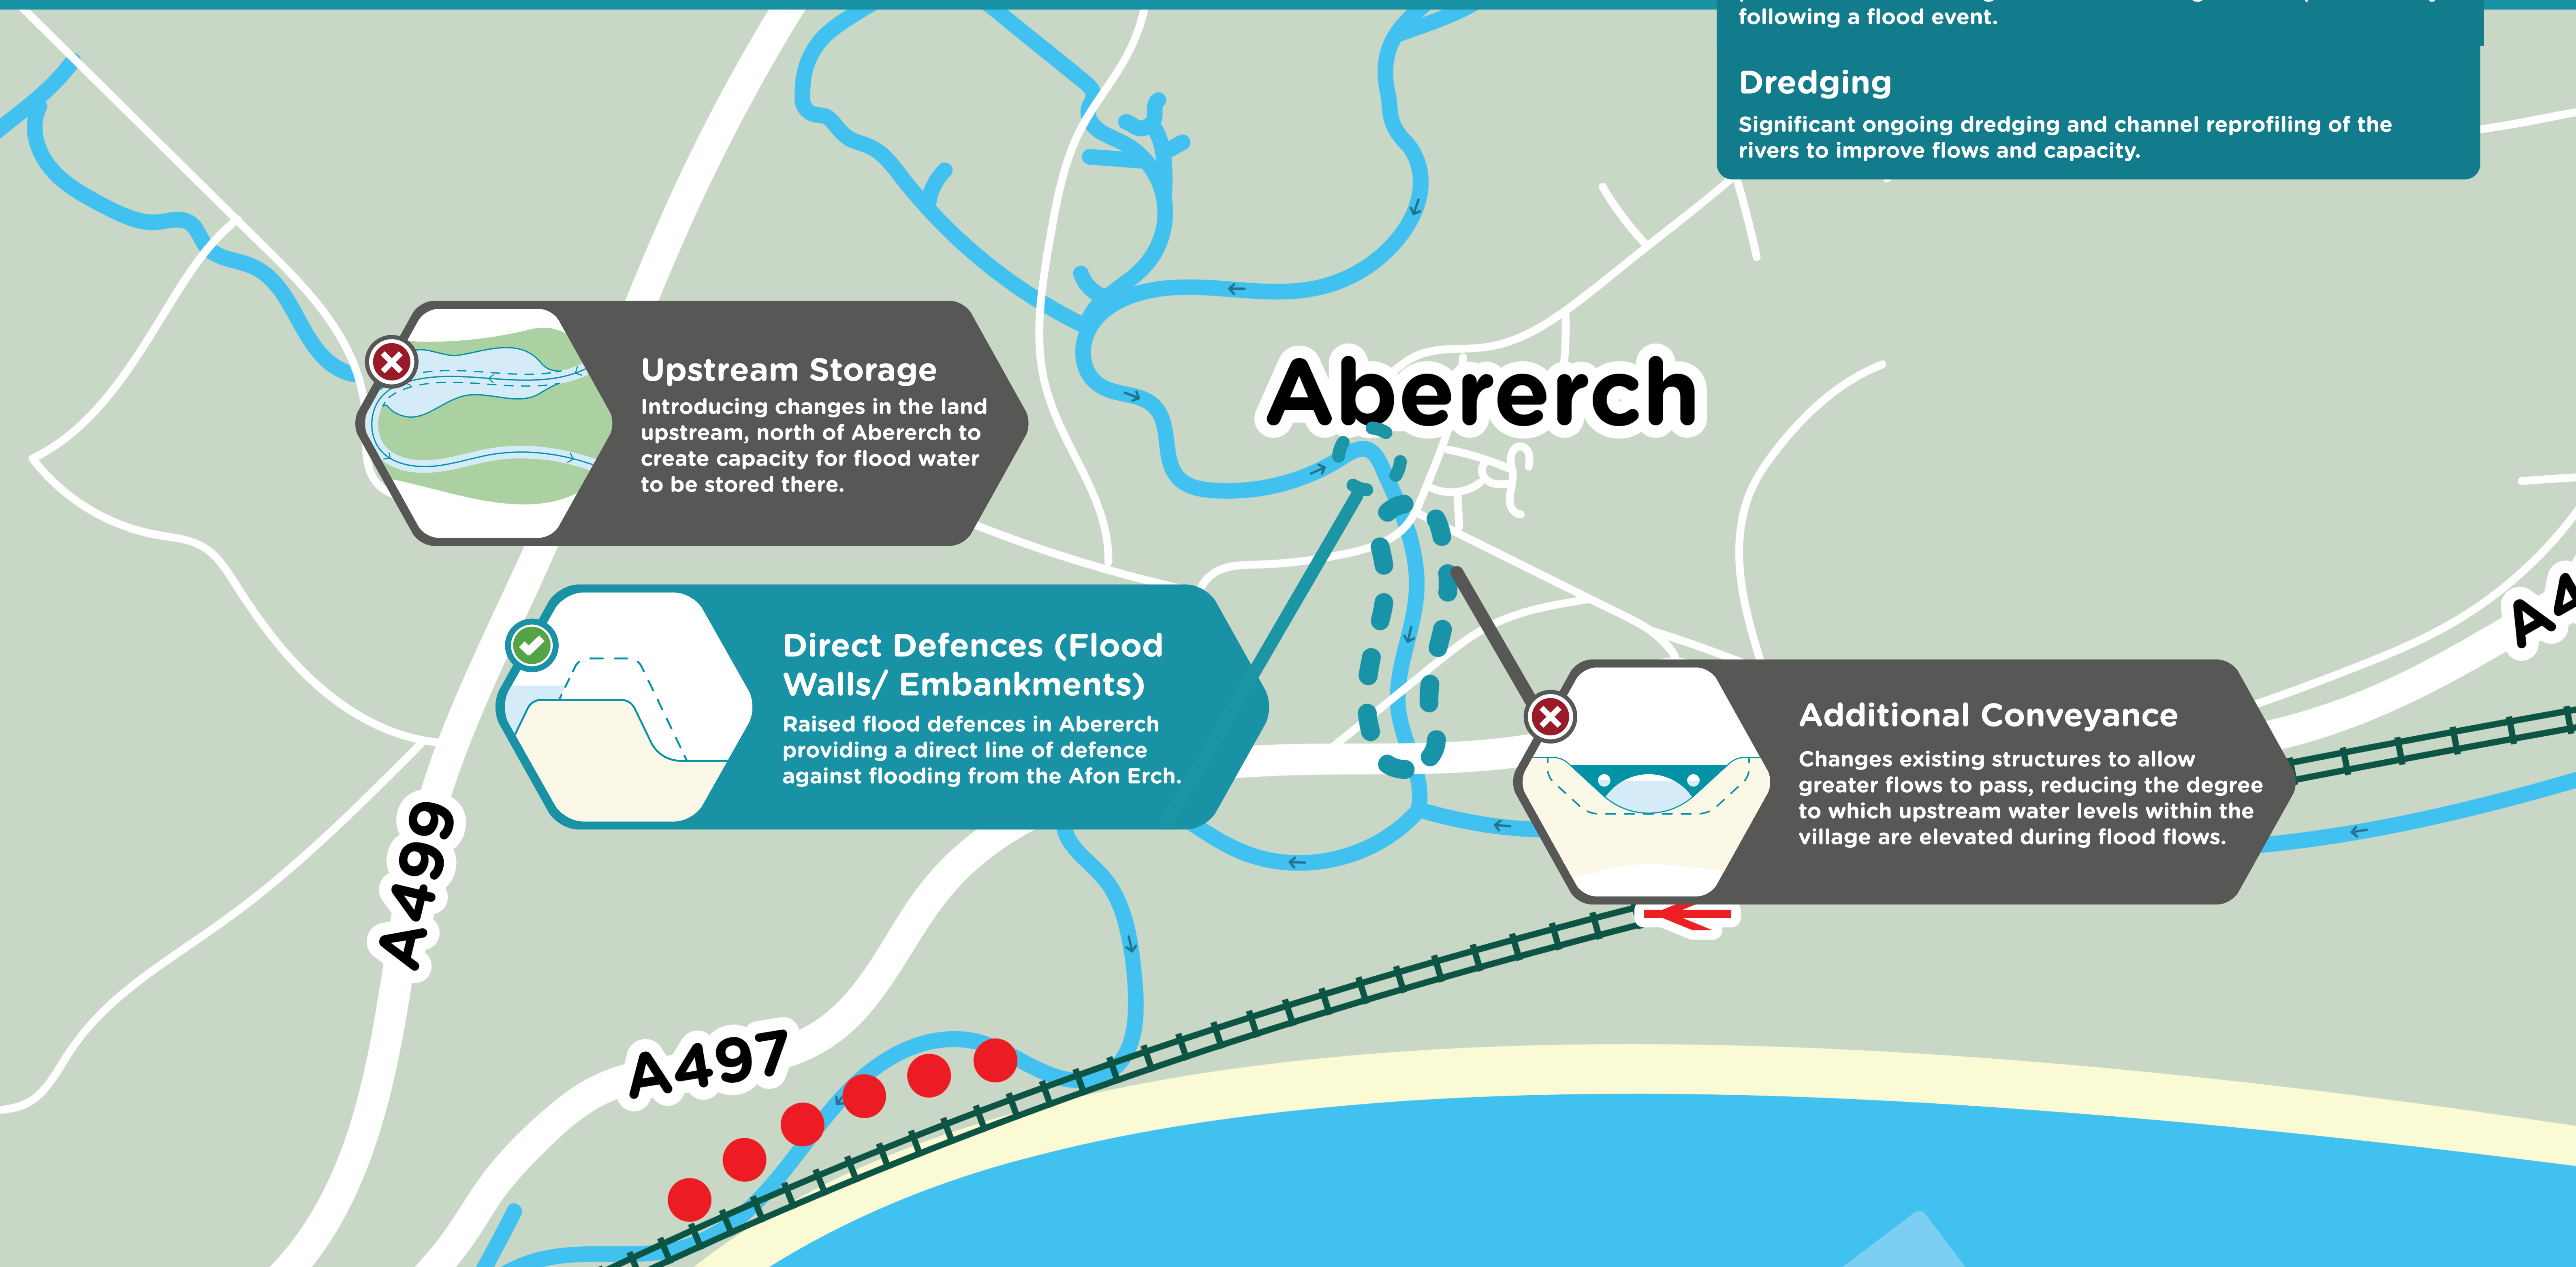 following a flood event.
Dredging
Significant ongoing dredging and channel reprofiling of the
rivers to improve flows and capacity.
Upstream Storage
Introducing changes in the land
upstream, north of Abererch to
create capacity for flood water
to be stored there.
Abererch
Direct Defences (Flood
Walls/ Embankments)
Raised flood defences in Abererch
providing a direct line of defence
against flooding from the Afon Erch.
Additional Conveyance
Changes existing structures to allow
greater flows to pass, reducing the degree
to which upstream water levels within the
village are elevated during flood flows.
A499
A497